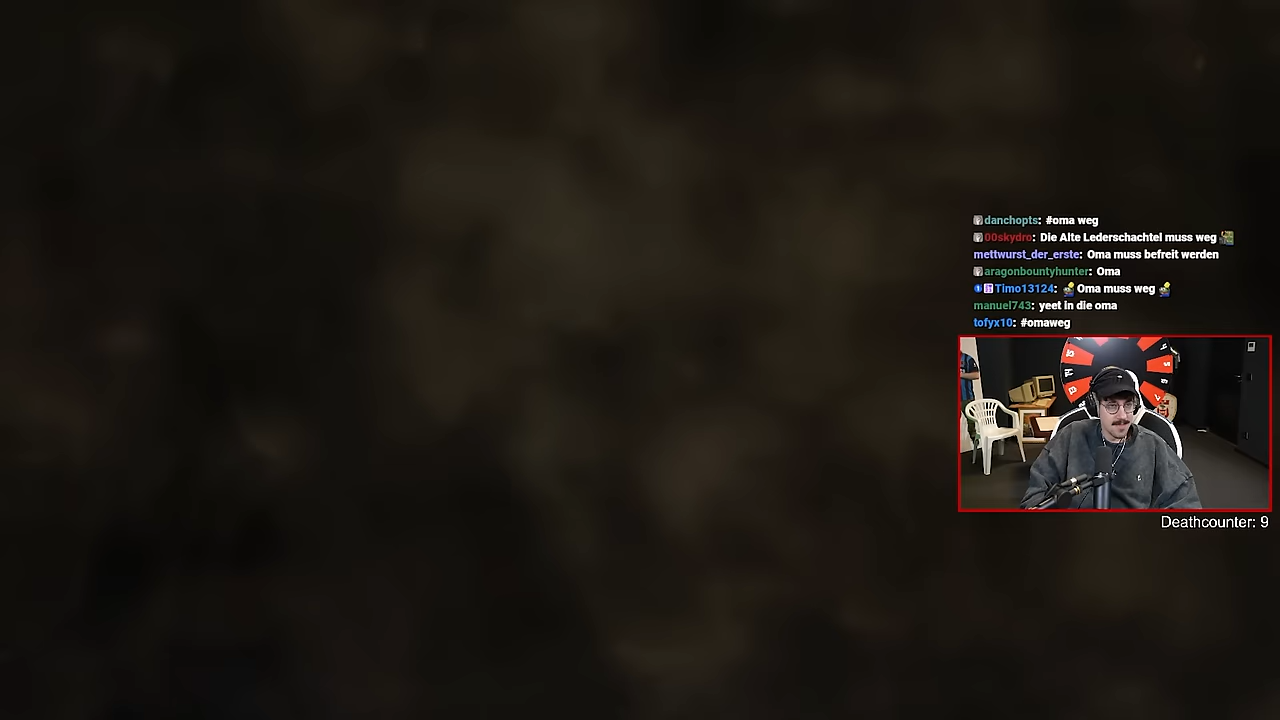 danchopts: #oma weg
00skydro: Die Alte Lederschachtel muss weg
mettwurst_der_erste: Oma muss befreit werden
aragonbountyhunter: Oma
Timo13124: Oma muss weg
manuel743: yeet in die oma
tofyx10: #omaweg
Deathcounter: 9